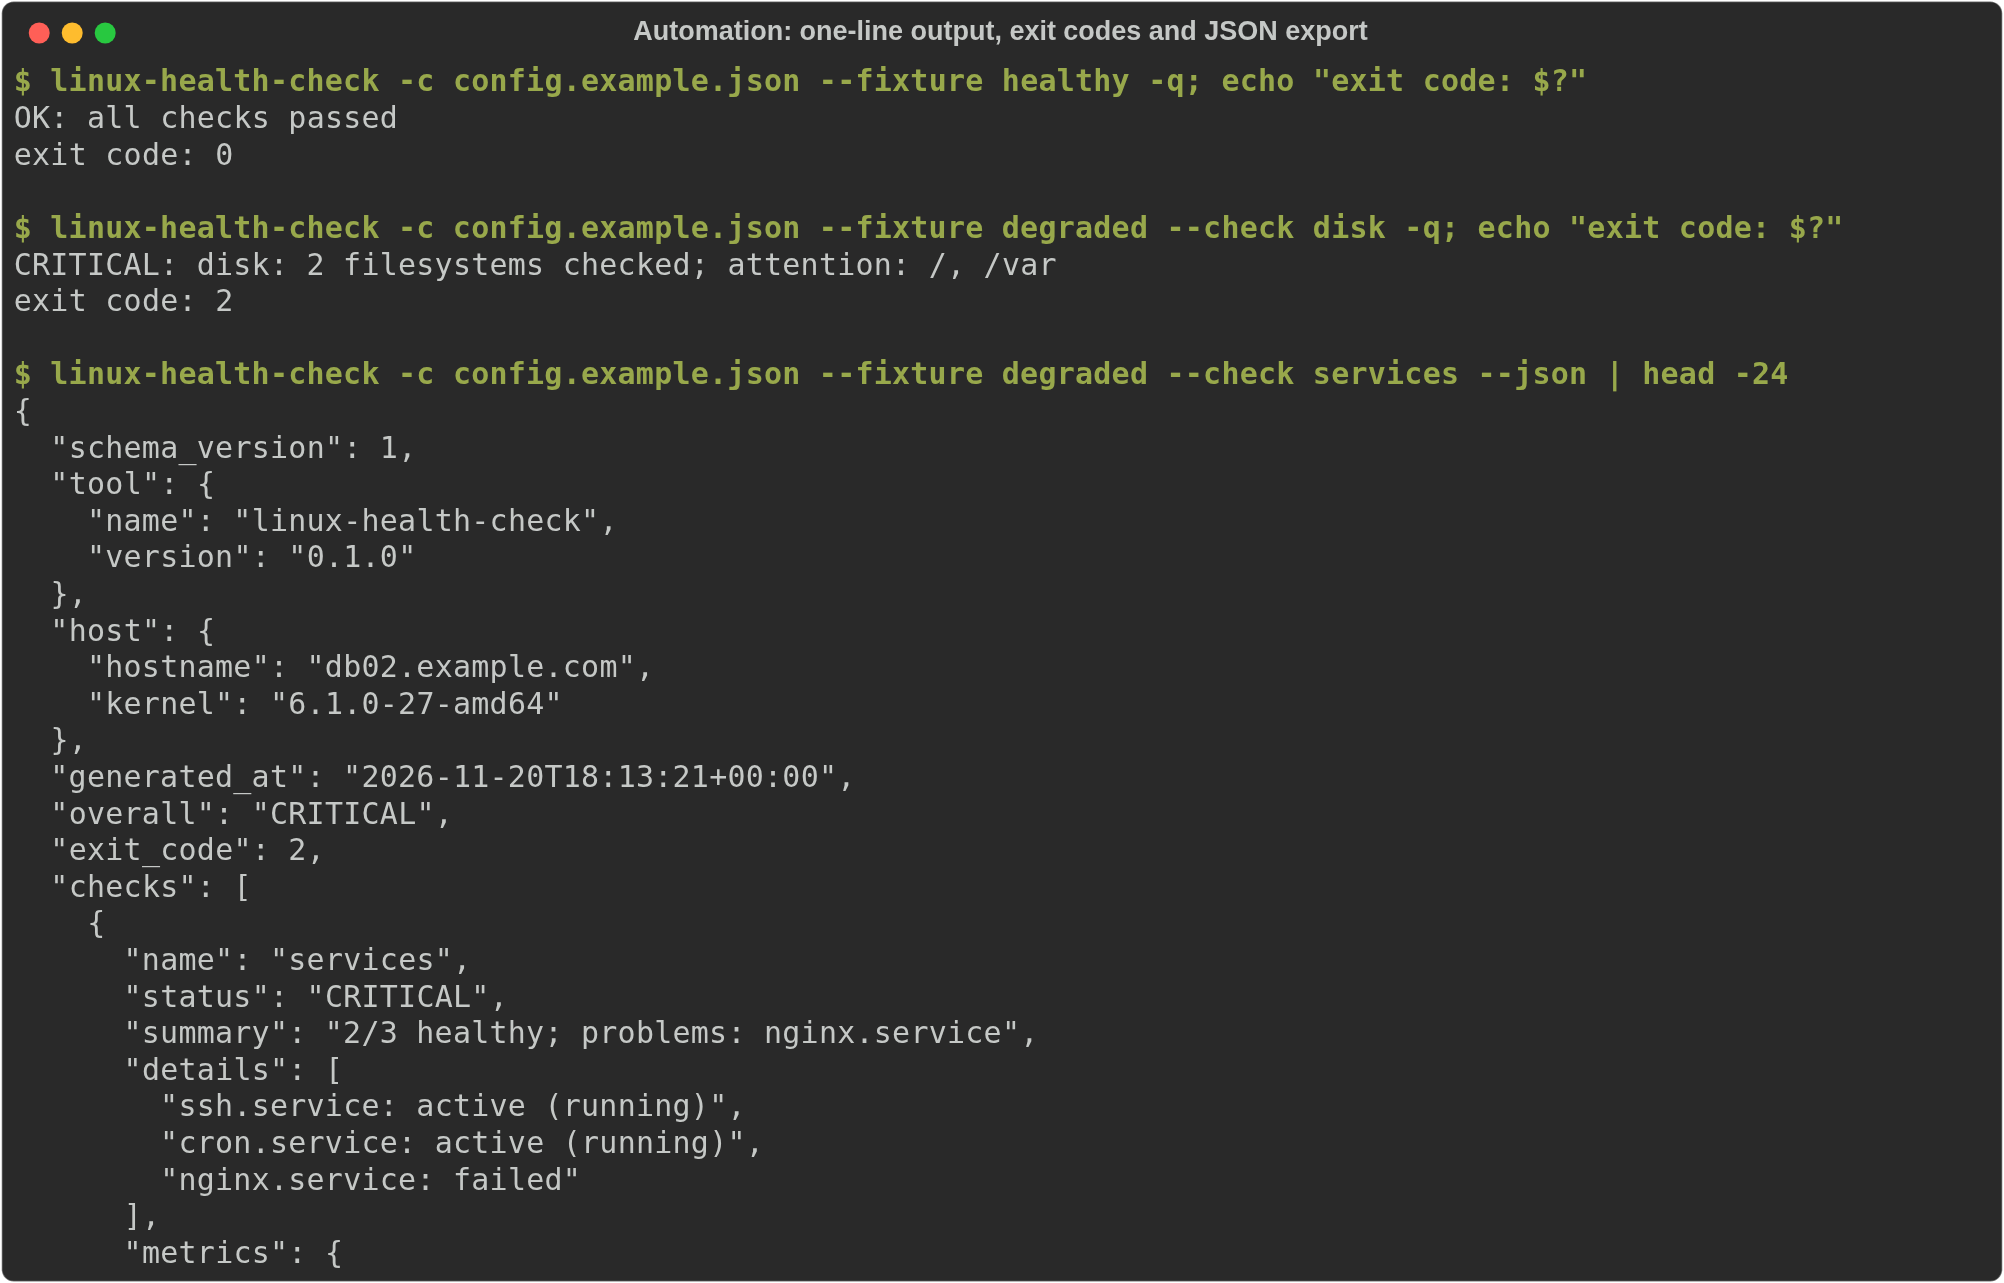 Automation: one-line output, exit codes and JSON export
$ linux-health-check -c config.example.json --fixture healthy -q; echo "exit code: $?"
OK: all checks passed
exit code: 0

$ linux-health-check -c config.example.json --fixture degraded --check disk -q; echo "exit code: $?"
CRITICAL: disk: 2 filesystems checked; attention: /, /var
exit code: 2

$ linux-health-check -c config.example.json --fixture degraded --check services --json | head -24
{
  "schema_version": 1,
  "tool": {
    "name": "linux-health-check",
    "version": "0.1.0"
  },
  "host": {
    "hostname": "db02.example.com",
    "kernel": "6.1.0-27-amd64"
  },
  "generated_at": "2026-11-20T18:13:21+00:00",
  "overall": "CRITICAL",
  "exit_code": 2,
  "checks": [
    {
      "name": "services",
      "status": "CRITICAL",
      "summary": "2/3 healthy; problems: nginx.service",
      "details": [
        "ssh.service: active (running)",
        "cron.service: active (running)",
        "nginx.service: failed"
      ],
      "metrics": {